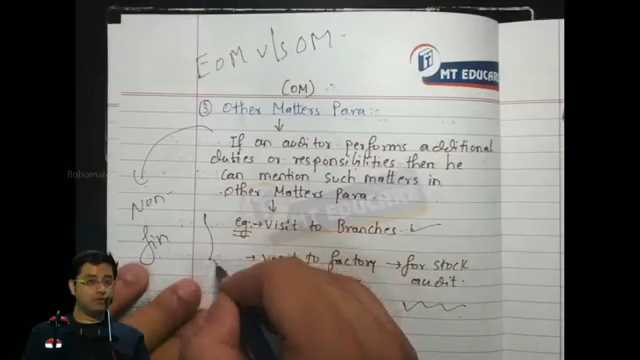 EOM v/s OM.
MT EDUCARE
(OM)
③ Other Matters Para:-
↓
If an auditor performs additional
duties or responsibilities then he
can mention such matters in
Other Matters Para.
↓
Non-
fin
eg:→ Visit to Branches.
→ Visit to factory → for stock
audit.